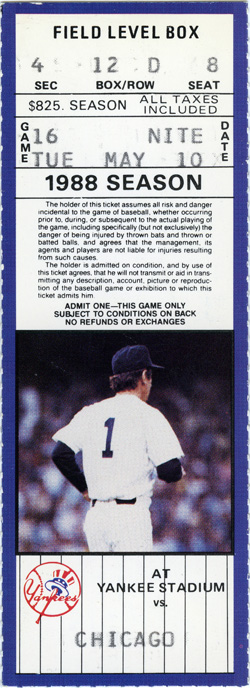 FIELD LEVEL BOX
4 12 D 8
SEC BOX/ROW SEAT
$825. SEASON ALL TAXES INCLUDED
GAME 16 NITE DATE
TUE MAY 10
1988 SEASON
The holder of this ticket assumes all risk and danger
incidental to the game of baseball, whether occurring
prior to, during, or subsequent to the actual playing of
the game, including specifically (but not exclusively) the
danger of being injured by thrown bats and thrown or
batted balls, and agrees that the management, its
agents and players are not liable for injuries resulting
from such causes.
The holder is admitted on condition, and by use of
this ticket agrees, that he will not transmit or aid in trans-
mitting any description, account, picture or reproduc-
tion of the baseball game or exhibition to which this
ticket admits him.
ADMIT ONE—THIS GAME ONLY
SUBJECT TO CONDITIONS ON BACK
NO REFUNDS OR EXCHANGES
1
Yankees
AT
YANKEE STADIUM
vs.
CHICAGO